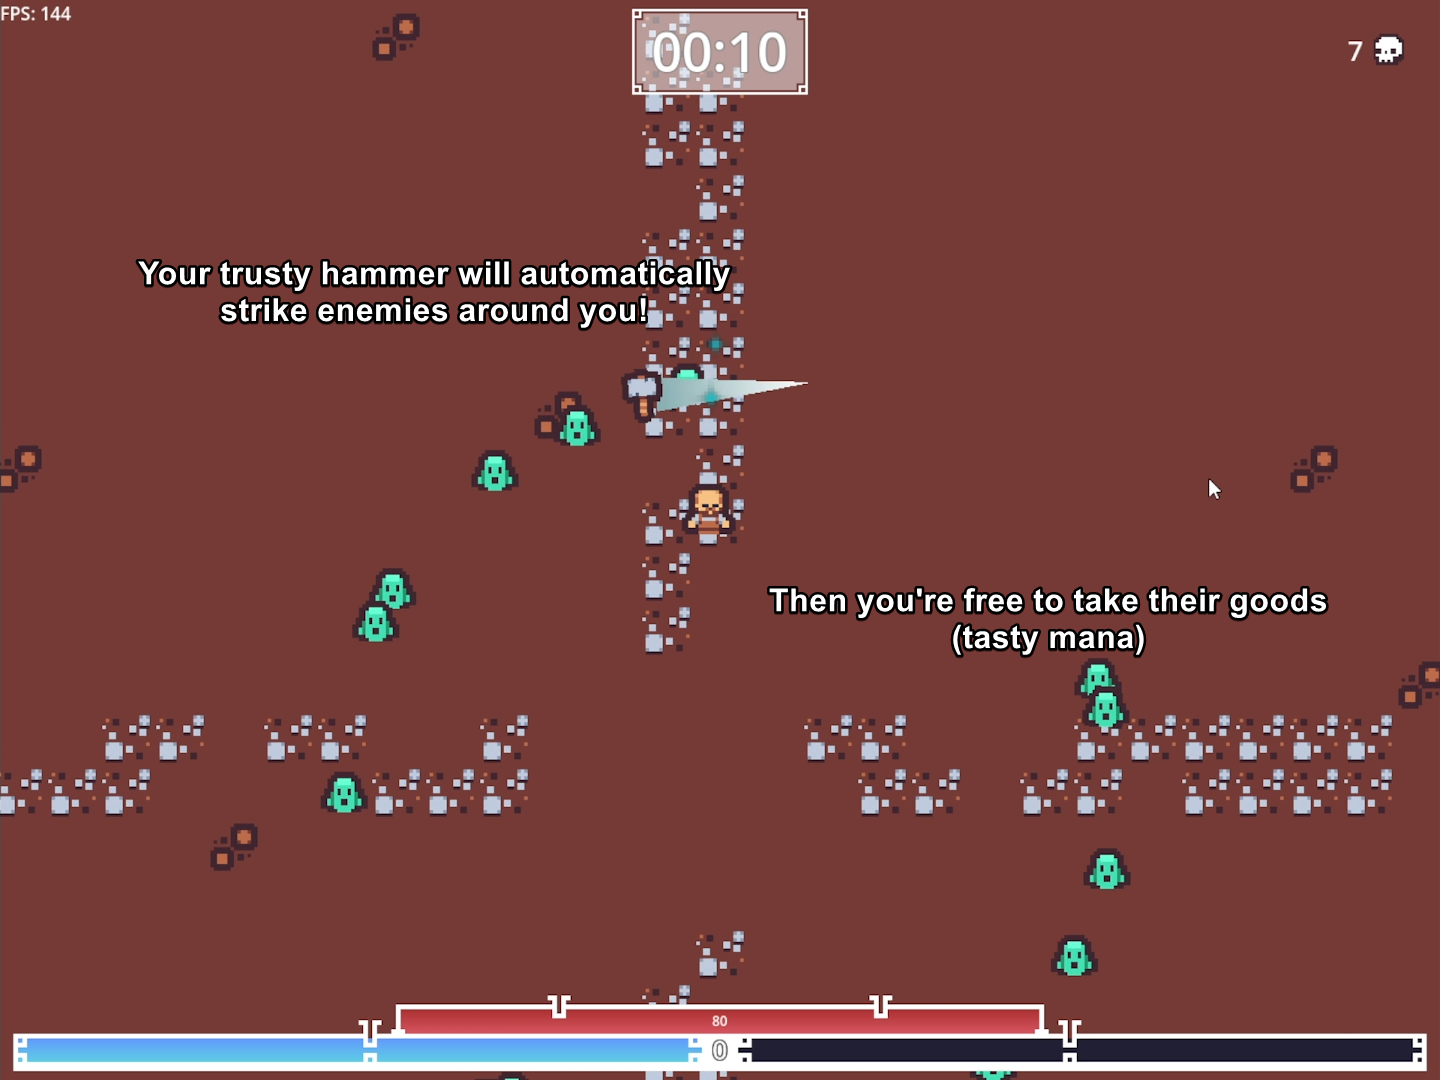 FPS: 144
00:10
7
Your trusty hammer will automatically
strike enemies around you!
Then you're free to take their goods
(tasty mana)
80
0